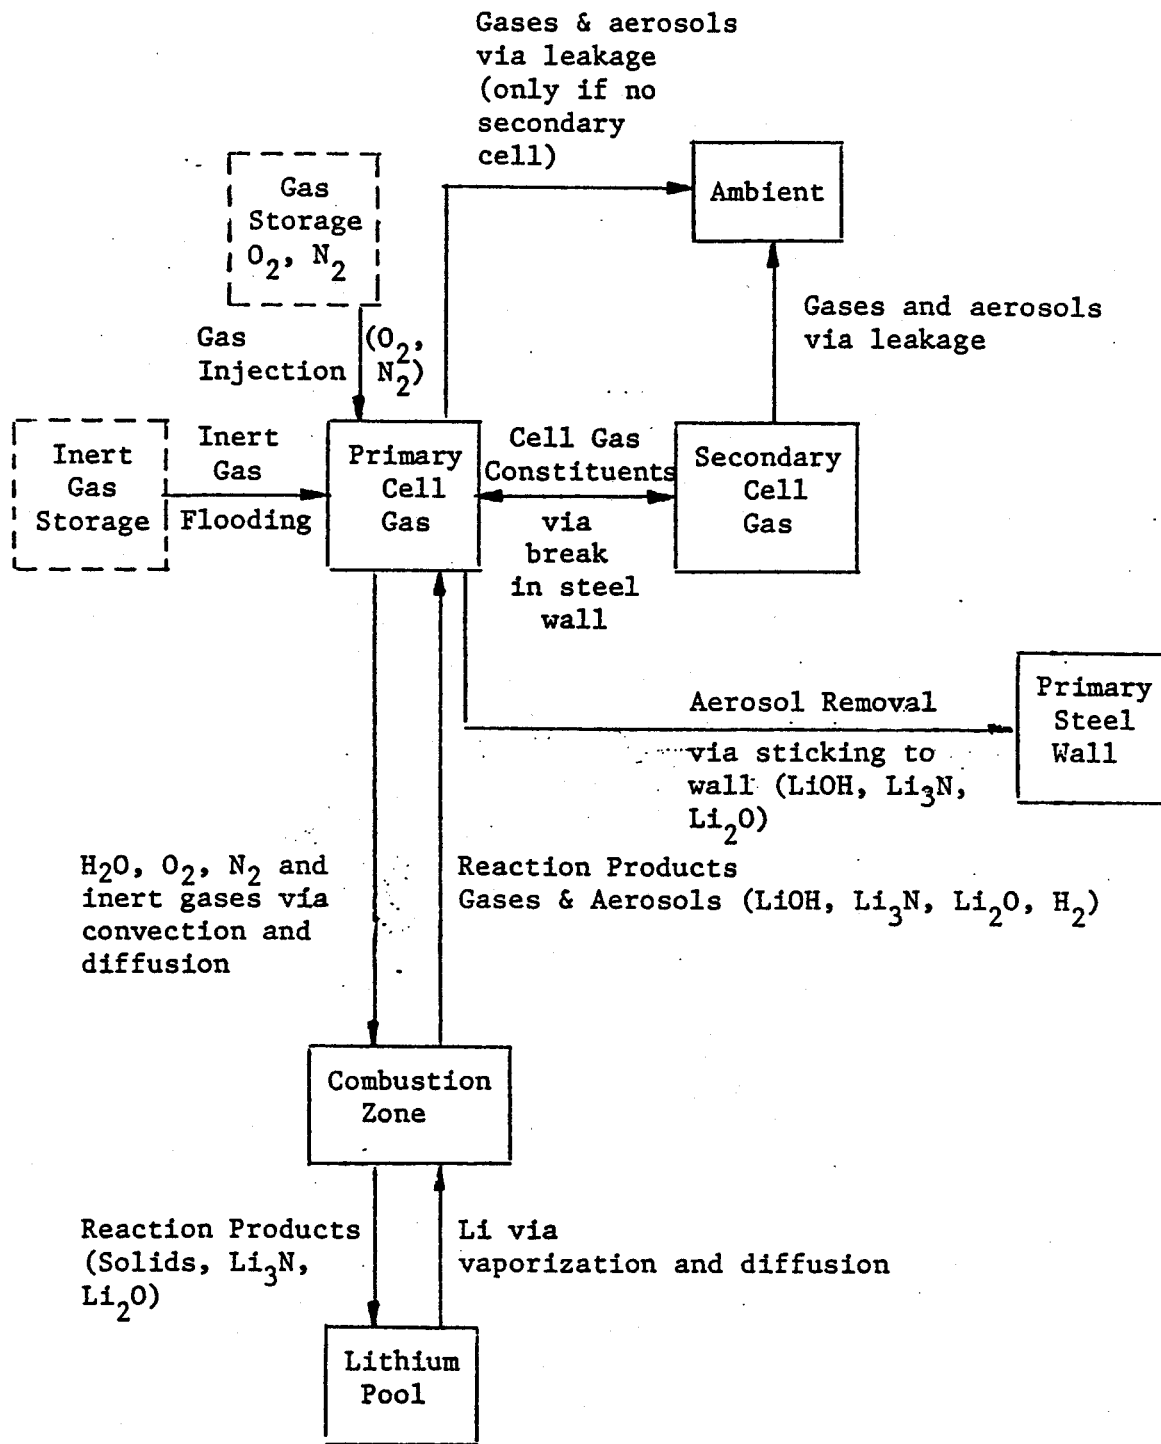 Gases & aerosols
via leakage
(only if no
secondary
cell)
Gas
Storage
O2, N2
Ambient
Gases and aerosols
via leakage
Gas
Injection
(O2,
N2)
Inert
Gas
Storage
Inert
Gas
Flooding
Primary
Cell
Gas
Cell Gas
Constituents
via
break
in steel
wall
Secondary
Cell
Gas
Primary
Steel
Wall
Aerosol Removal
via sticking to
wall (LiOH, Li3N,
Li2O)
H2O, O2, N2 and
inert gases via
convection and
diffusion
Reaction Products
Gases & Aerosols (LiOH, Li3N, Li2O, H2)
Combustion
Zone
Reaction Products
(Solids, Li3N,
Li2O)
Li via
vaporization and diffusion
Lithium
Pool